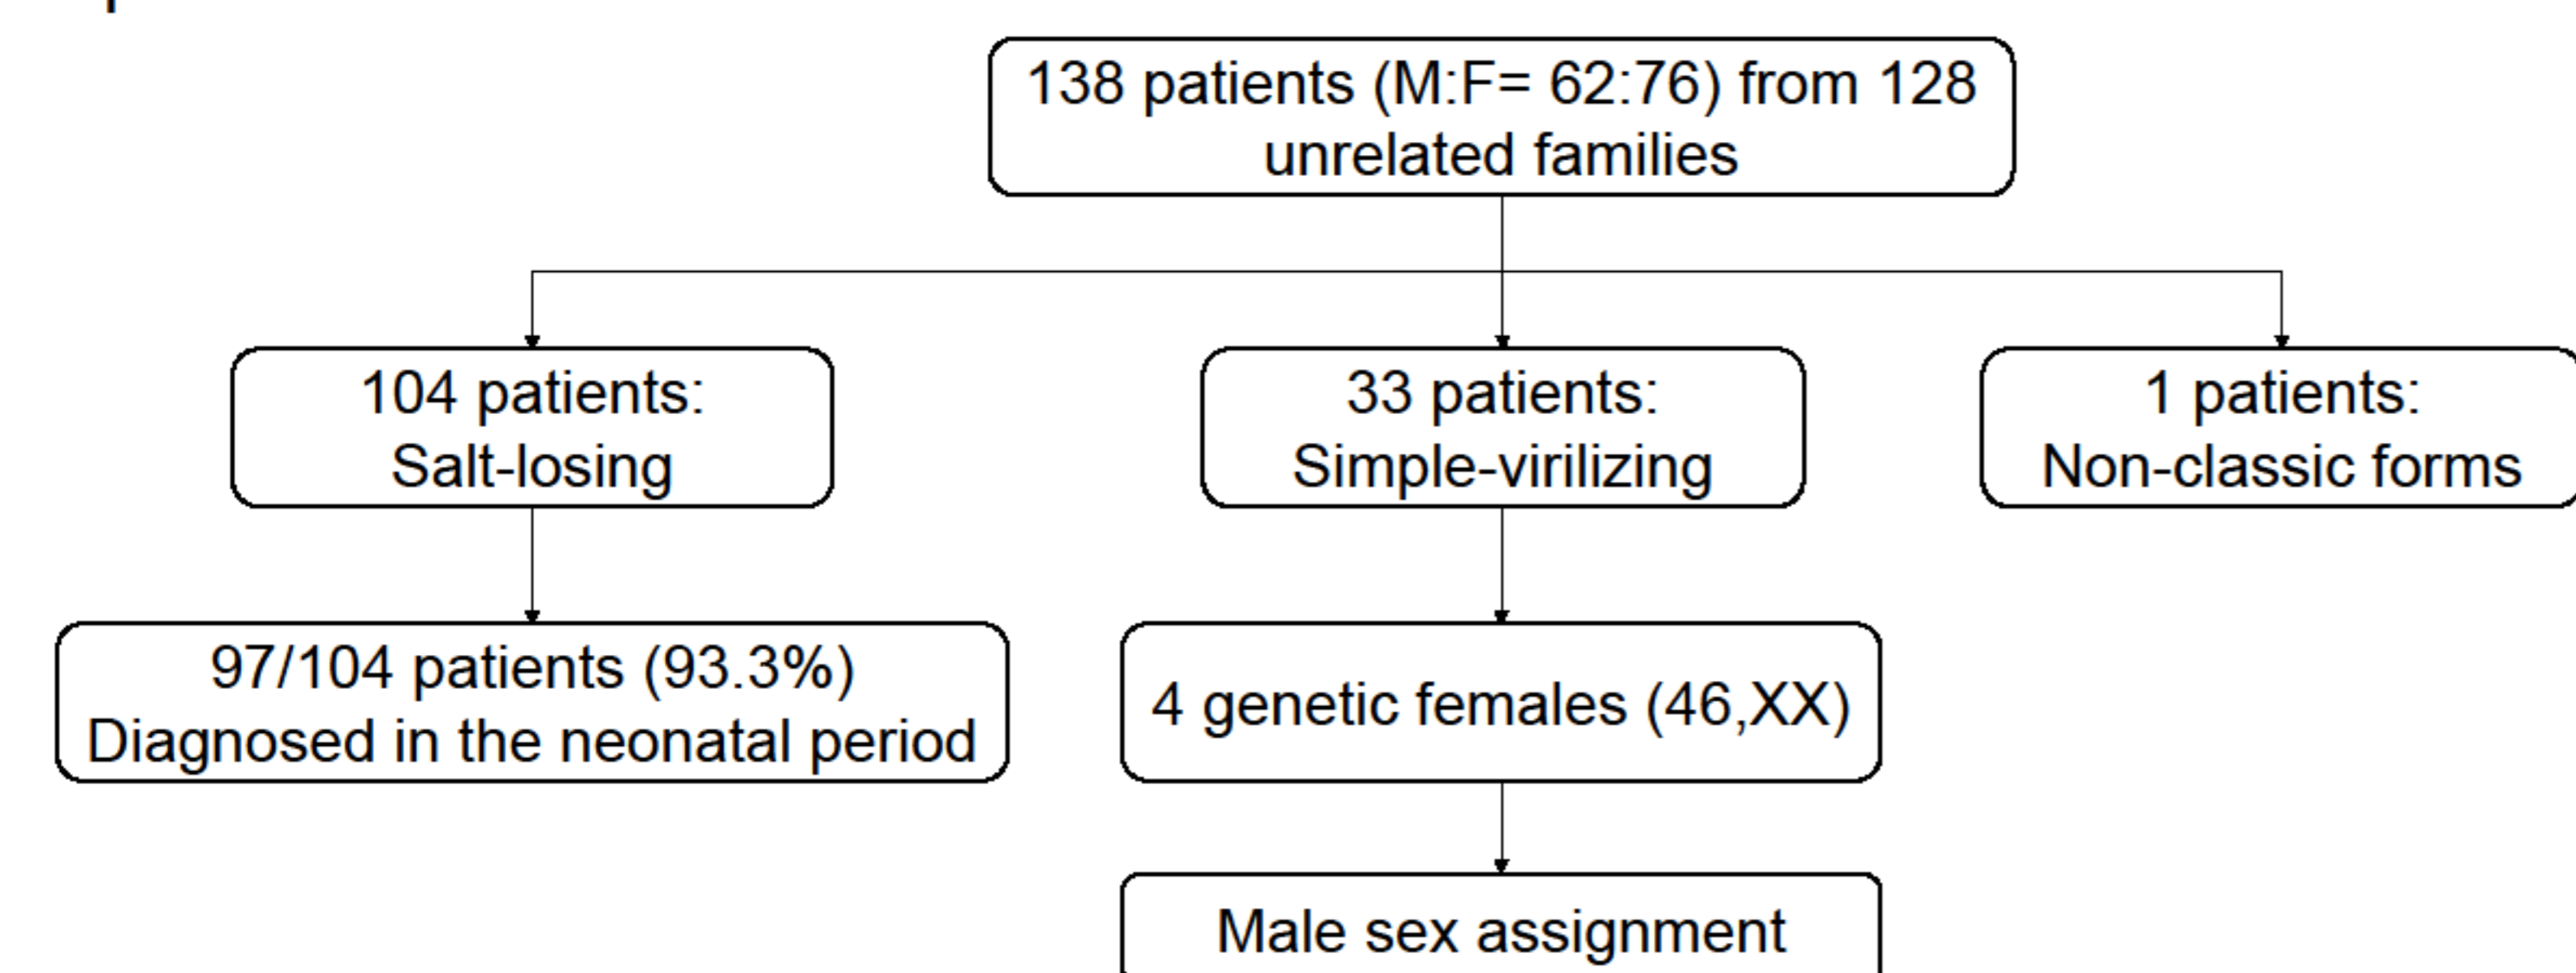 138 patients (M:F= 62:76) from 128
unrelated families
104 patients:
Salt-losing
33 patients:
Simple-virilizing
1 patients:
Non-classic forms
97/104 patients (93.3%)
Diagnosed in the neonatal period
4 genetic females (46,XX)
Male sex assignment